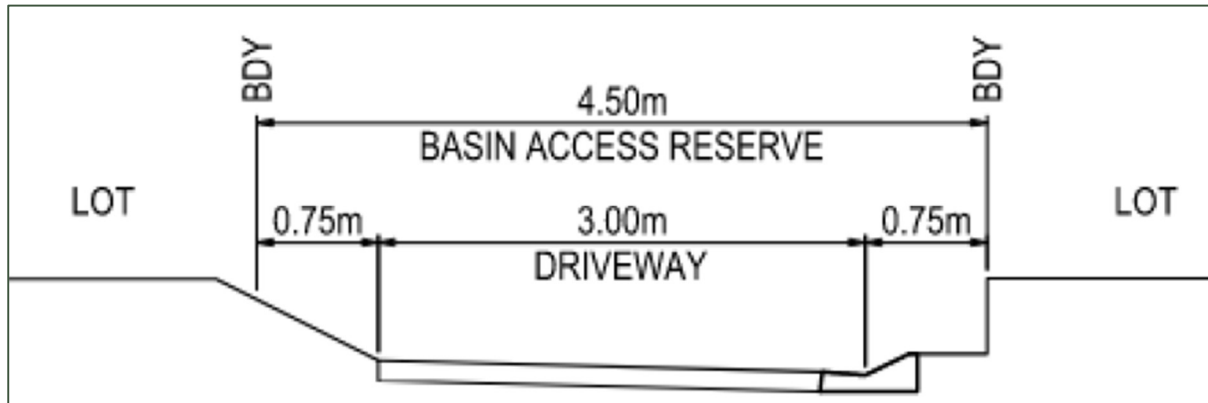 BDY
BDY
4.50m
BASIN ACCESS RESERVE
LOT
LOT
0.75m
3.00m
0.75m
DRIVEWAY